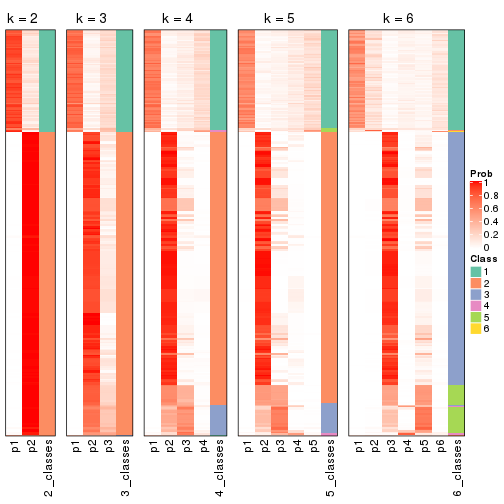 k = 2
k = 3
k = 4
k = 5
k = 6
Prob
1
0.8
0.6
0.4
0.2
0
Class
1
2
3
4
5
6
p1
p2
2_classes
p1
p2
p3
3_classes
p1
p2
p3
p4
4_classes
p1
p2
p3
p4
p5
5_classes
p1
p2
p3
p4
p5
p6
6_classes